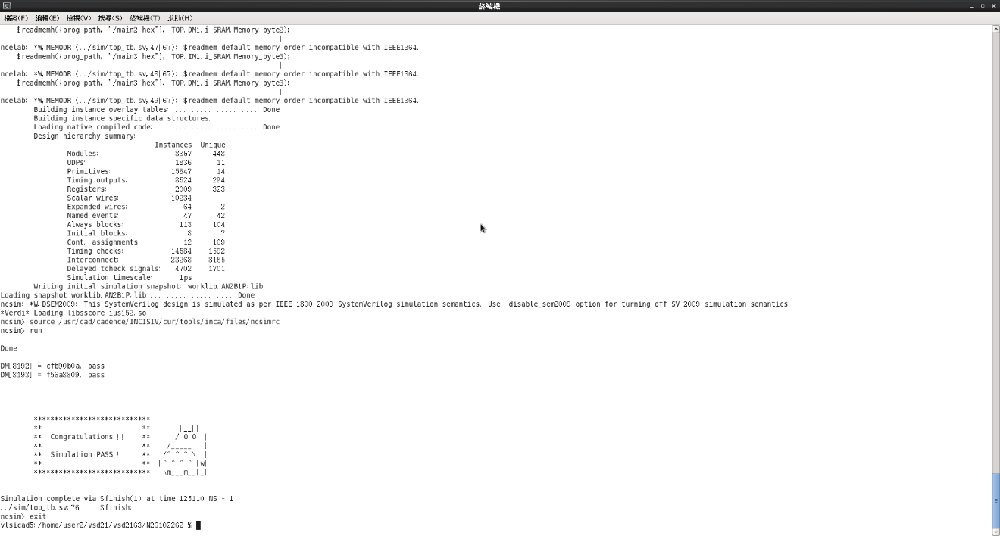 終端機
檔案(F) 編輯(E) 檢視(V) 搜尋(S) 終端機(T) 求助(H)
    $readmemh({prog_path, "/main2.hex"}, TOP.DM1.i_SRAM.Memory_byte2);
                                                                   |
ncelab: *W,MEMODR (../sim/top_tb.sv,47|67): $readmem default memory order incompatible with IEEE1364.
    $readmemh({prog_path, "/main3.hex"}, TOP.IM1.i_SRAM.Memory_byte3);
                                                                   |
ncelab: *W,MEMODR (../sim/top_tb.sv,48|67): $readmem default memory order incompatible with IEEE1364.
    $readmemh({prog_path, "/main3.hex"}, TOP.DM1.i_SRAM.Memory_byte3);
                                                                   |
ncelab: *W,MEMODR (../sim/top_tb.sv,49|67): $readmem default memory order incompatible with IEEE1364.
        Building instance overlay tables: .................... Done
        Building instance specific data structures.
        Loading native compiled code:     .................... Done
        Design hierarchy summary:
                                     Instances  Unique
                Modules:                  8357     448
                UDPs:                     1836      11
                Primitives:              15847      14
                Timing outputs:           8524     294
                Registers:                2009     323
                Scalar wires:            10234       -
                Expanded wires:             64       2
                Named events:               47      42
                Always blocks:             113     104
                Initial blocks:              8       7
                Cont. assignments:          12     109
                Timing checks:           14584    1592
                Interconnect:            23268    8155
                Delayed tcheck signals:   4702    1701
                Simulation timescale:      1ps
        Writing initial simulation snapshot: worklib.AN2B1P:lib
Loading snapshot worklib.AN2B1P:lib .................... Done
ncsim: *W,DSEM2009: This SystemVerilog design is simulated as per IEEE 1800-2009 SystemVerilog simulation semantics. Use -disable_sem2009 option for turning off SV 2009 simulation semantics.
*Verdi* Loading libsscore_ius152.so
ncsim> source /usr/cad/cadence/INCISIV/cur/tools/inca/files/ncsimrc
ncsim> run
Done
DM[8192] = cfb90b0a, pass
DM[8193] = f56a8809, pass
        ****************************
        **                        **       |__||
        **  Congratulations !!    **      / O.O  |
        **                        **    /_____   |
        **  Simulation PASS!!     **   /^ ^ ^ \  |
        **                        **  |^ ^ ^ ^ |w|
        ****************************   \m___m__|_|
Simulation complete via $finish(1) at time 125110 NS + 1
../sim/top_tb.sv:76     $finish;
ncsim> exit
vlsicad5:/home/user2/vsd21/vsd2163/N26102262 %